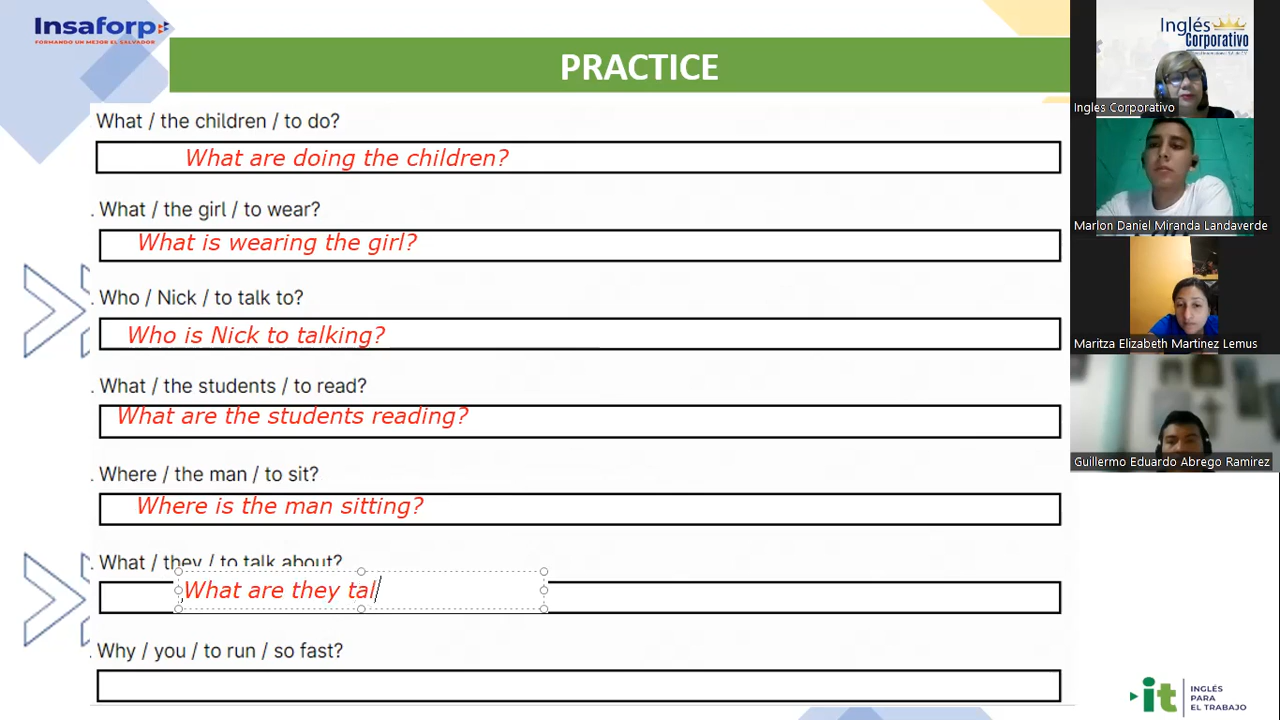 Insaforp
FORMANDO UN MEJOR EL SALVADOR
PRACTICE
What / the children / to do?
What are doing the children?
. What / the girl / to wear?
What is wearing the girl?
. Who / Nick / to talk to?
Who is Nick to talking?
. What / the students / to read?
What are the students reading?
. Where / the man / to sit?
Where is the man sitting?
. What / they / to talk about?
What are they tal
. Why / you / to run / so fast?
Inglés
Corporativo
Ingles Corporativo
Marlon Daniel Miranda Landaverde
Maritza Elizabeth Martinez Lemus
Guillermo Eduardo Abrego Ramirez
it
INGLÉS
PARA
EL TRABAJO